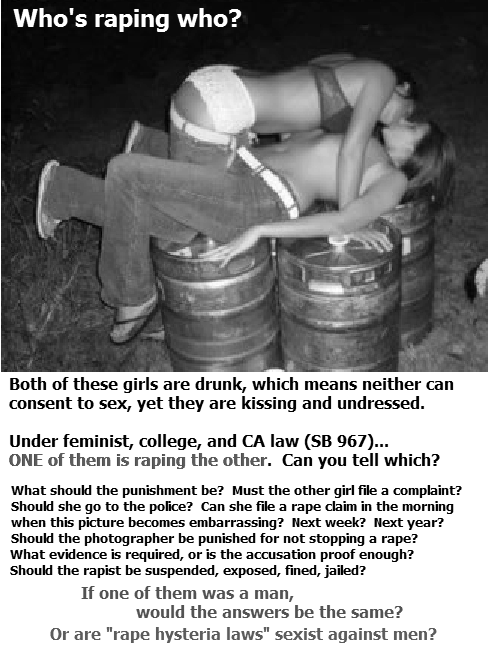 Who's raping who?
Both of these girls are drunk, which means neither can
consent to sex, yet they are kissing and undressed.
Under feminist, college, and CA law (SB 967)...
ONE of them is raping the other.  Can you tell which?
What should the punishment be?  Must the other girl file a complaint?
Should she go to the police?  Can she file a rape claim in the morning
when this picture becomes embarrassing?  Next week?  Next year?
Should the photographer be punished for not stopping a rape?
What evidence is required, or is the accusation proof enough?
Should the rapist be suspended, exposed, fined, jailed?
If one of them was a man,
would the answers be the same?
Or are "rape hysteria laws" sexist against men?